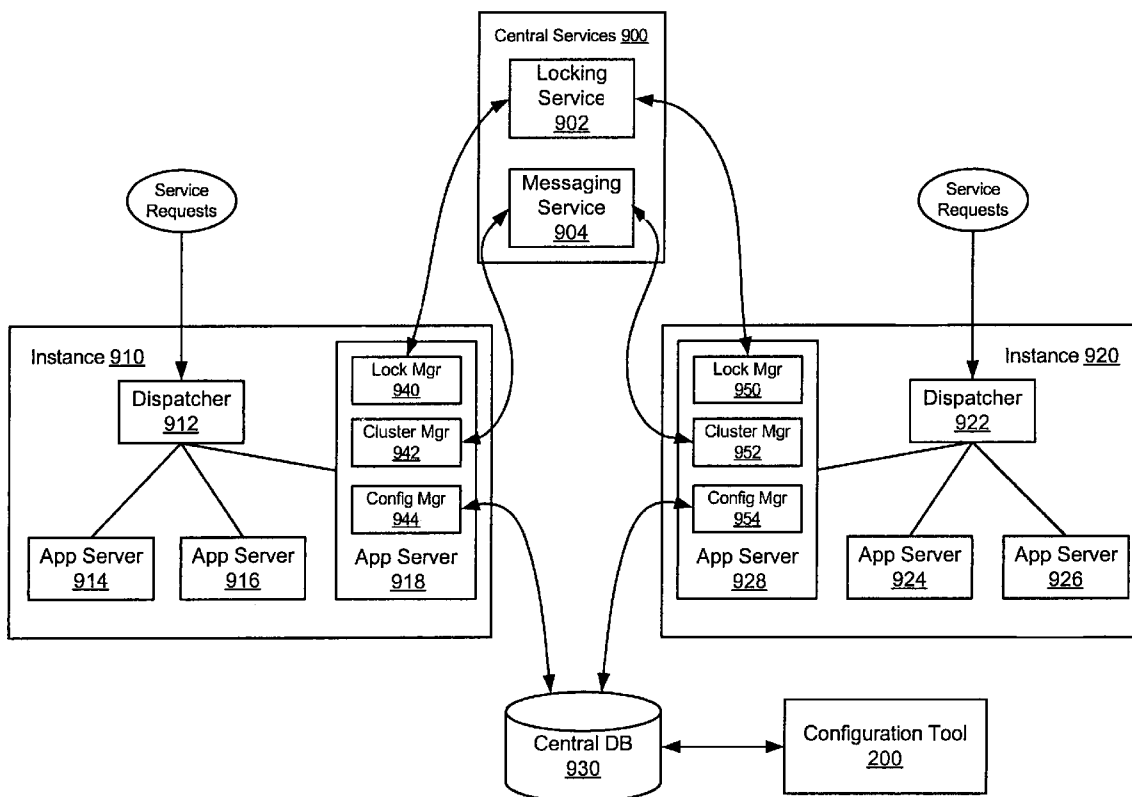 Central Services 900
Locking
Service
902
Messaging
Service
904
Service
Requests
Service
Requests
Instance 910
Dispatcher
912
Lock Mgr
940
Cluster Mgr
942
Config Mgr
944
App Server
918
App Server
914
App Server
916
Instance 920
Lock Mgr
950
Cluster Mgr
952
Config Mgr
954
App Server
928
Dispatcher
922
App Server
924
App Server
926
Central DB
930
Configuration Tool
200